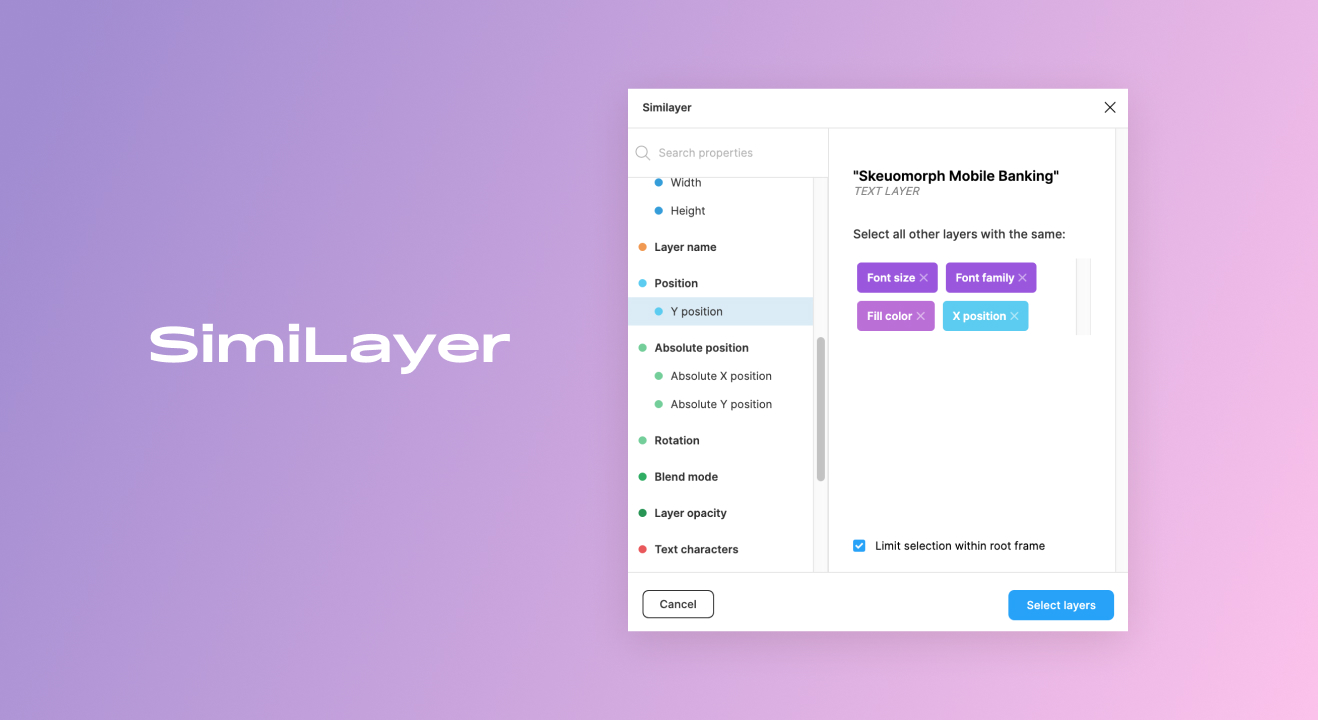 SimiLayer
Similayer
Search properties
Width
Height
Layer name
Position
Y position
Absolute position
Absolute X position
Absolute Y position
Rotation
Blend mode
Layer opacity
Text characters
"Skeuomorph Mobile Banking"
TEXT LAYER
Select all other layers with the same:
Font size Font family
Fill color X position
Limit selection within root frame
Cancel
Select layers